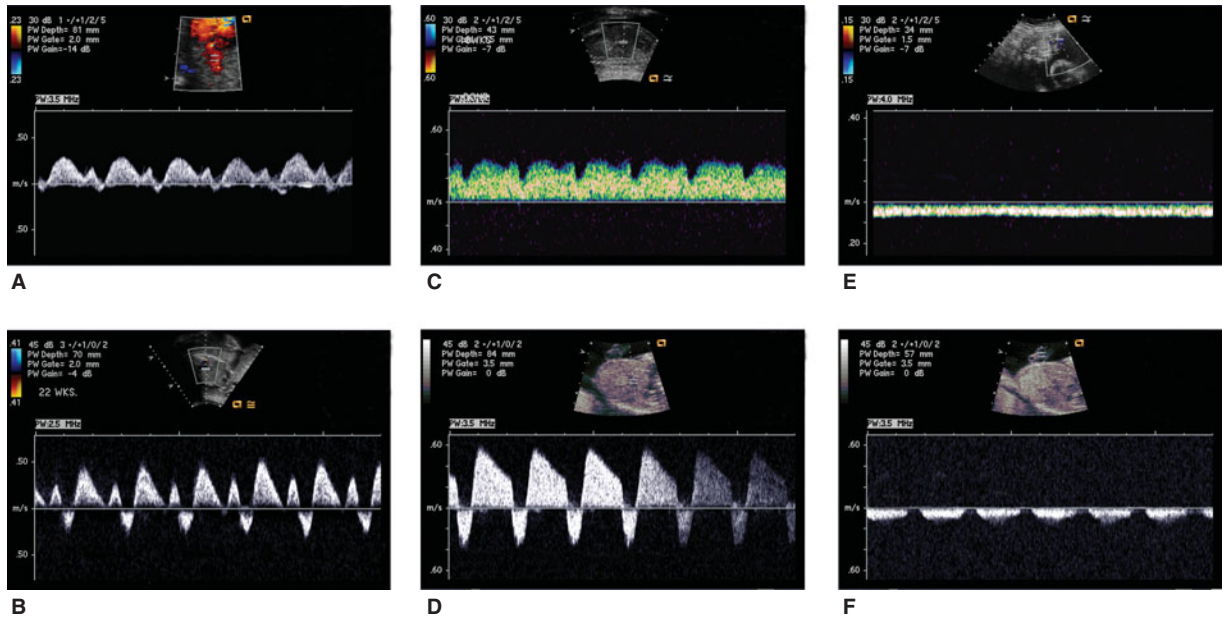 .23 30 dB 1 •/+1/2/5
PW Depth= 81 mm
PW Gate= 2.0 mm
PW Gain=-14 dB
.23
PW:3.5 MHz
.50
m/s
.50
A
.60 30 dB 2 •/+1/2/5
PW Depth= 43 mm
PW Gain= -7 dB
.60
.60
m/s
.40
C
.15 30 dB 2 •/+1/2/5
PW Depth= 34 mm
PW Gate= 1.5 mm
PW Gain= -7 dB
.15
PW:4.0 MHz
.40
m/s
.20
E
.41 45 dB 3 •/+1/0/2
PW Depth= 70 mm
PW Gate= 2.0 mm
PW Gain= -4 dB
22 WKS.
.41
PW:2.5 MHz
.50
m/s
.50
B
45 dB 2 •/+1/0/2
PW Depth= 84 mm
PW Gate= 3.5 mm
PW Gain= 0 dB
PW:3.5 MHz
.60
m/s
.60
D
45 dB 2 •/+1/0/2
PW Depth= 57 mm
PW Gate= 3.5 mm
PW Gain= 0 dB
PW:3.5 MHz
.60
m/s
.60
F